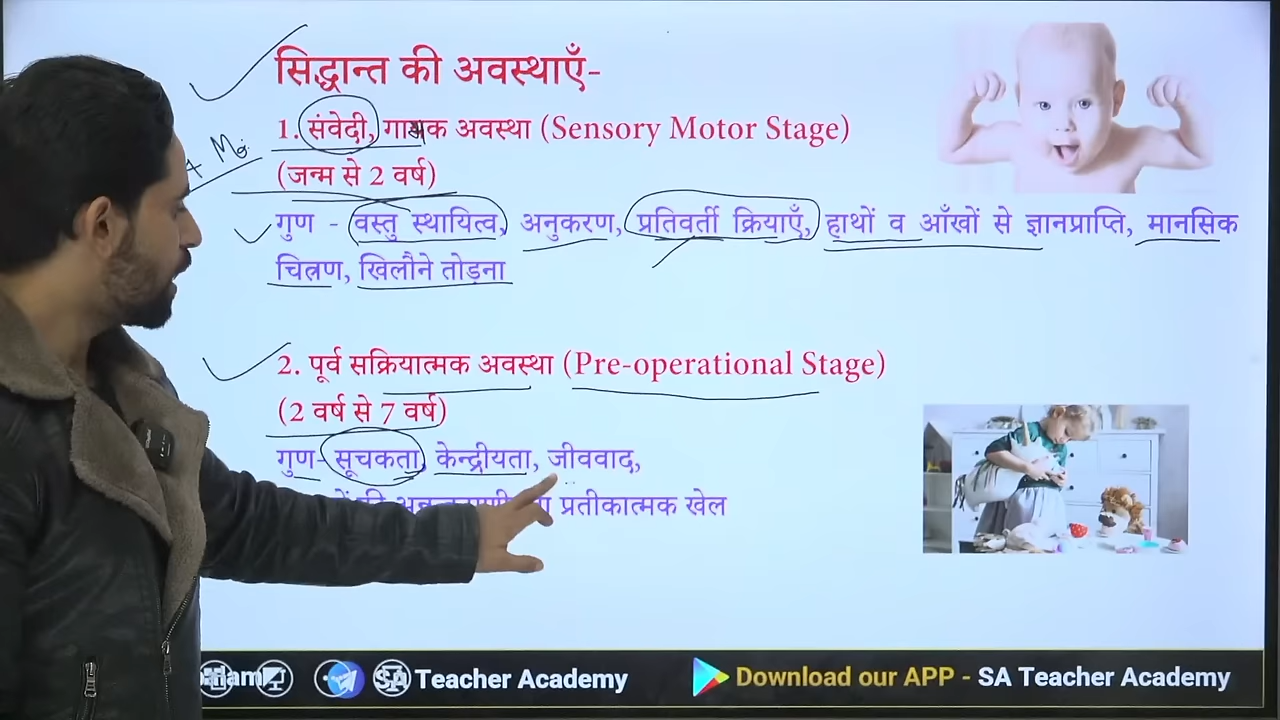 सिद्धान्त की अवस्थाएँ-
1. संवेदी, गामक अवस्था (Sensory Motor Stage)
(जन्म से 2 वर्ष)
गुण - वस्तु स्थायित्व, अनुकरण, प्रतिवर्ती क्रियाएँ, हाथों व आँखों से ज्ञानप्राप्ति, मानसिक
चित्रण, खिलौने तोड़ना
2. पूर्व सक्रियात्मक अवस्था (Pre-operational Stage)
(2 वर्ष से 7 वर्ष)
गुण- सूचकता, केन्द्रीयता, जीववाद,
प्रतीकात्मक खेल
SA Teacher Academy
Download our APP - SA Teacher Academy